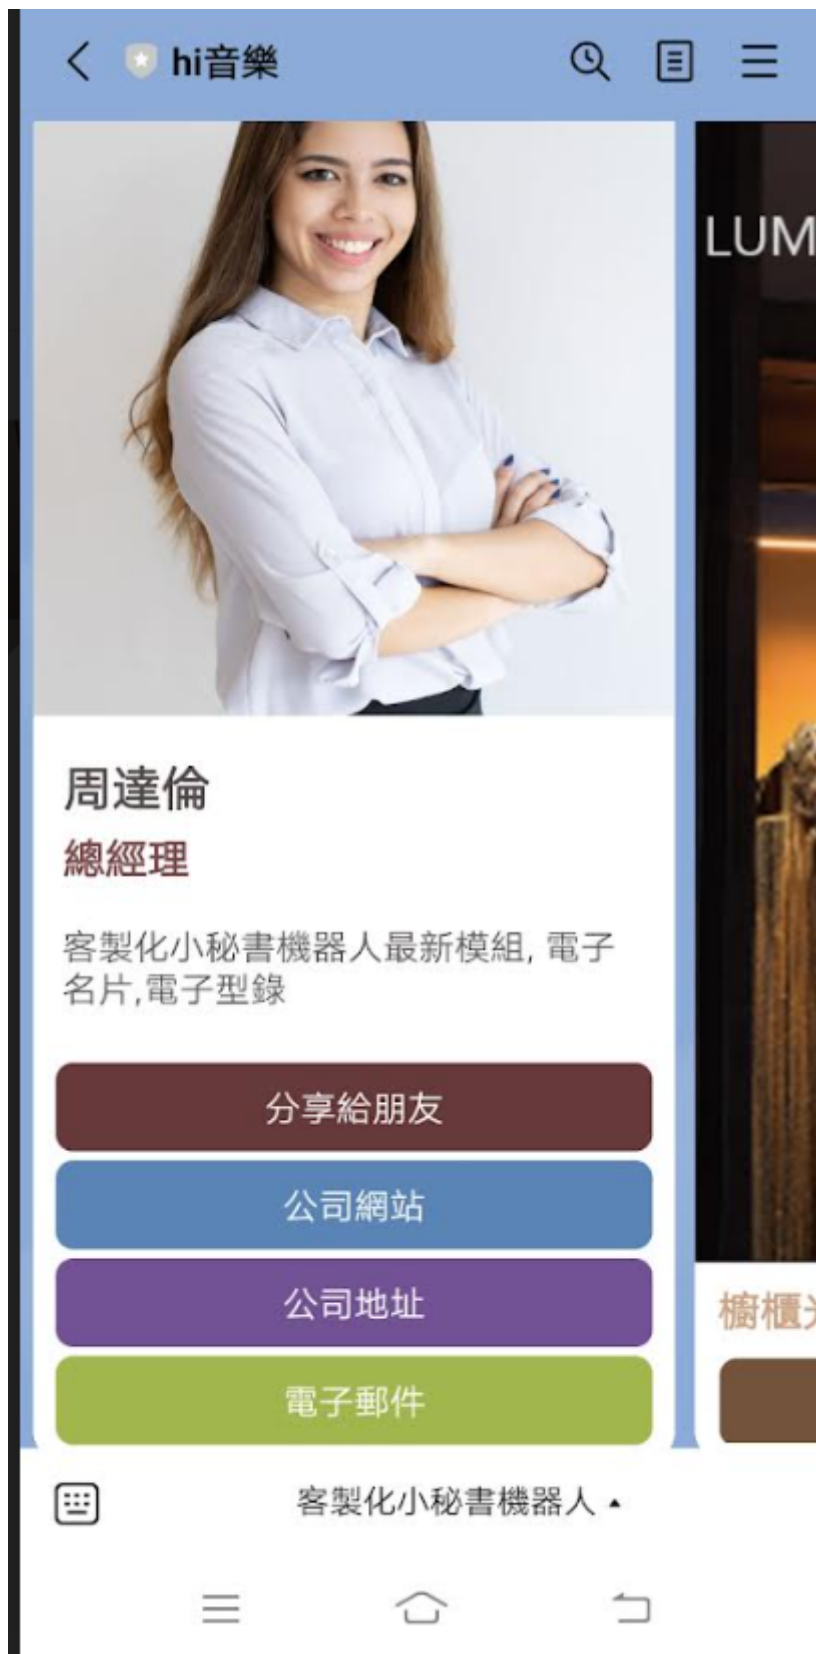 hi音樂
LUM
周達倫
總經理
客製化小秘書機器人最新模組, 電子
名片,電子型錄
分享給朋友
公司網站
公司地址
櫥櫃
電子郵件
客製化小秘書機器人